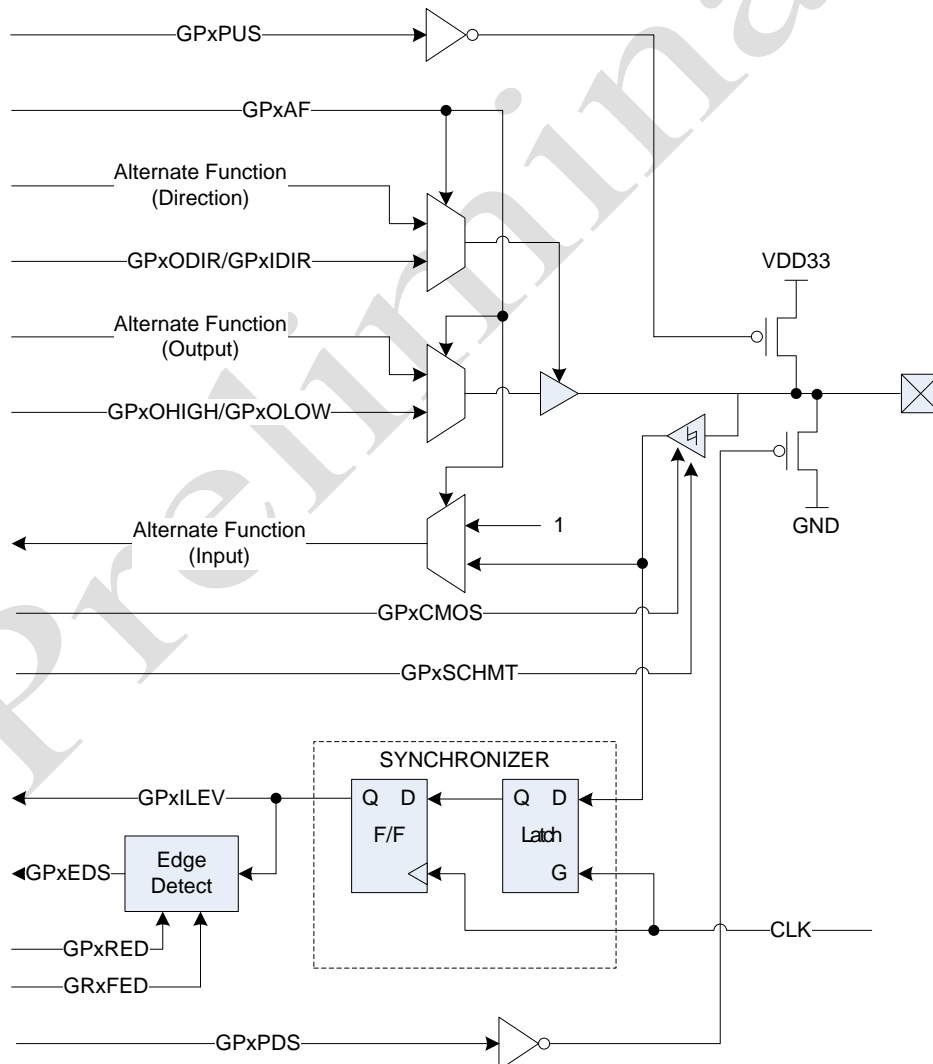 GPxPUS
GPxAF
Alternate Function
(Direction)
GPxODIR/GPxIDIR
VDD33
Alternate Function
(Output)
GPxOHIGH/GPxOLOW
GND
1
Alternate Function
(Input)
GPxCMOS
GPxSCHMT
SYNCHRONIZER
GPxILEV
Q D
F/F
Q D
Latch
G
GPxEDS
Edge
Detect
CLK
GPxRED
GRxFED
GPxPDS
Prelimina